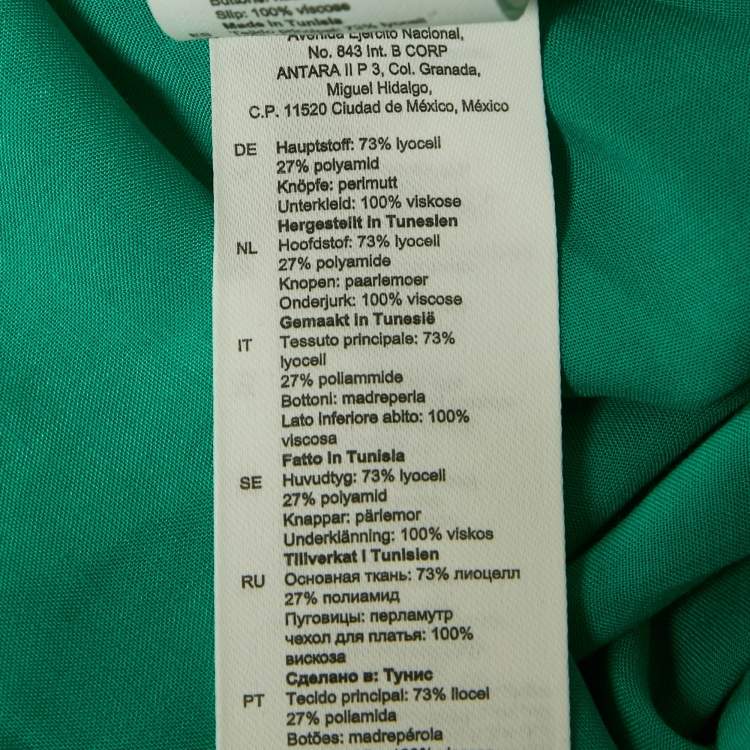 Slip: 100% viscose
Made in Tunisia
Avenida Ejercito Nacional,
No. 843 Int. B CORP
ANTARA II P 3, Col. Granada,
Miguel Hidalgo,
C.P. 11520 Ciudad de México, México
DE Hauptstoff: 73% lyocell
27% polyamid
Knöpfe: perlmutt
Unterkleid: 100% viskose
Hergestellt in Tunesien
NL Hoofdstof: 73% lyocell
27% polyamide
Knopen: paarlemoer
Onderjurk: 100% viscose
Gemaakt in Tunesië
IT Tessuto principale: 73%
lyocell
27% poliammide
Bottoni: madreperla
Lato inferiore abito: 100%
viscosa
Fatto in Tunisia
SE Huvudtyg: 73% lyocell
27% polyamid
Knappar: pärlemor
Underklänning: 100% viskos
Tillverkat i Tunisien
RU Основная ткань: 73% лиоцелл
27% полиамид
Пуговицы: перламутр
чехол для платья: 100%
вискоза
Сделано в: Тунис
PT Tecido principal: 73% liocel
27% poliamida
Botões: madrepérola